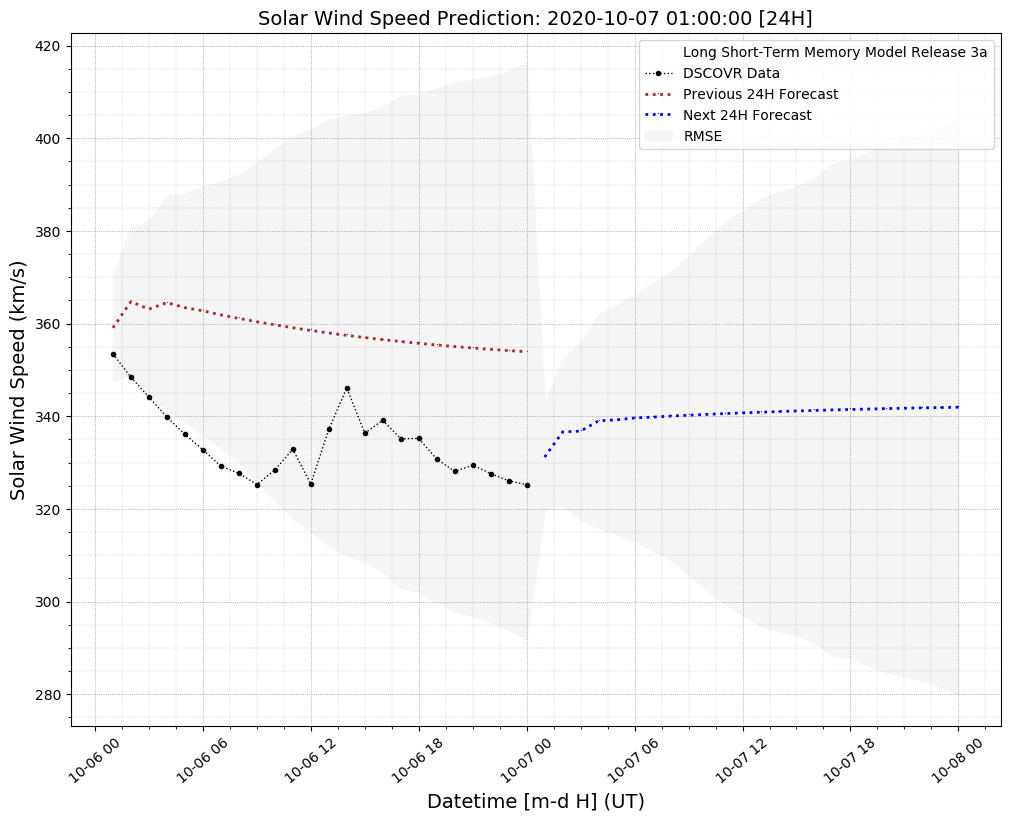 Solar Wind Speed Prediction: 2020-10-07 01:00:00 [24H]
Long Short-Term Memory Model Release 3a
DSCOVR Data
Previous 24H Forecast
Next 24H Forecast
RMSE
Solar Wind Speed (km/s)
420
400
380
360
340
320
300
280
10-06 00
10-06 06
10-06 12
10-06 18
10-07 00
10-07 06
10-07 12
10-07 18
10-08 00
Datetime [m-d H] (UT)